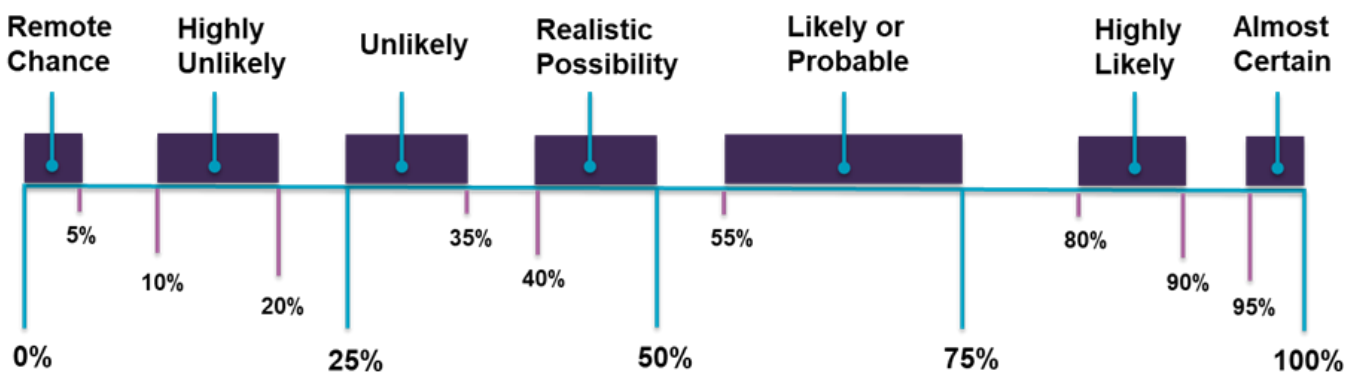 Remote
Chance
Highly
Unlikely
Unlikely
Realistic
Possibility
Likely or
Probable
Highly
Likely
Almost
Certain
5%
10%
20%
35%
40%
55%
80%
90%
95%
0%
25%
50%
75%
100%